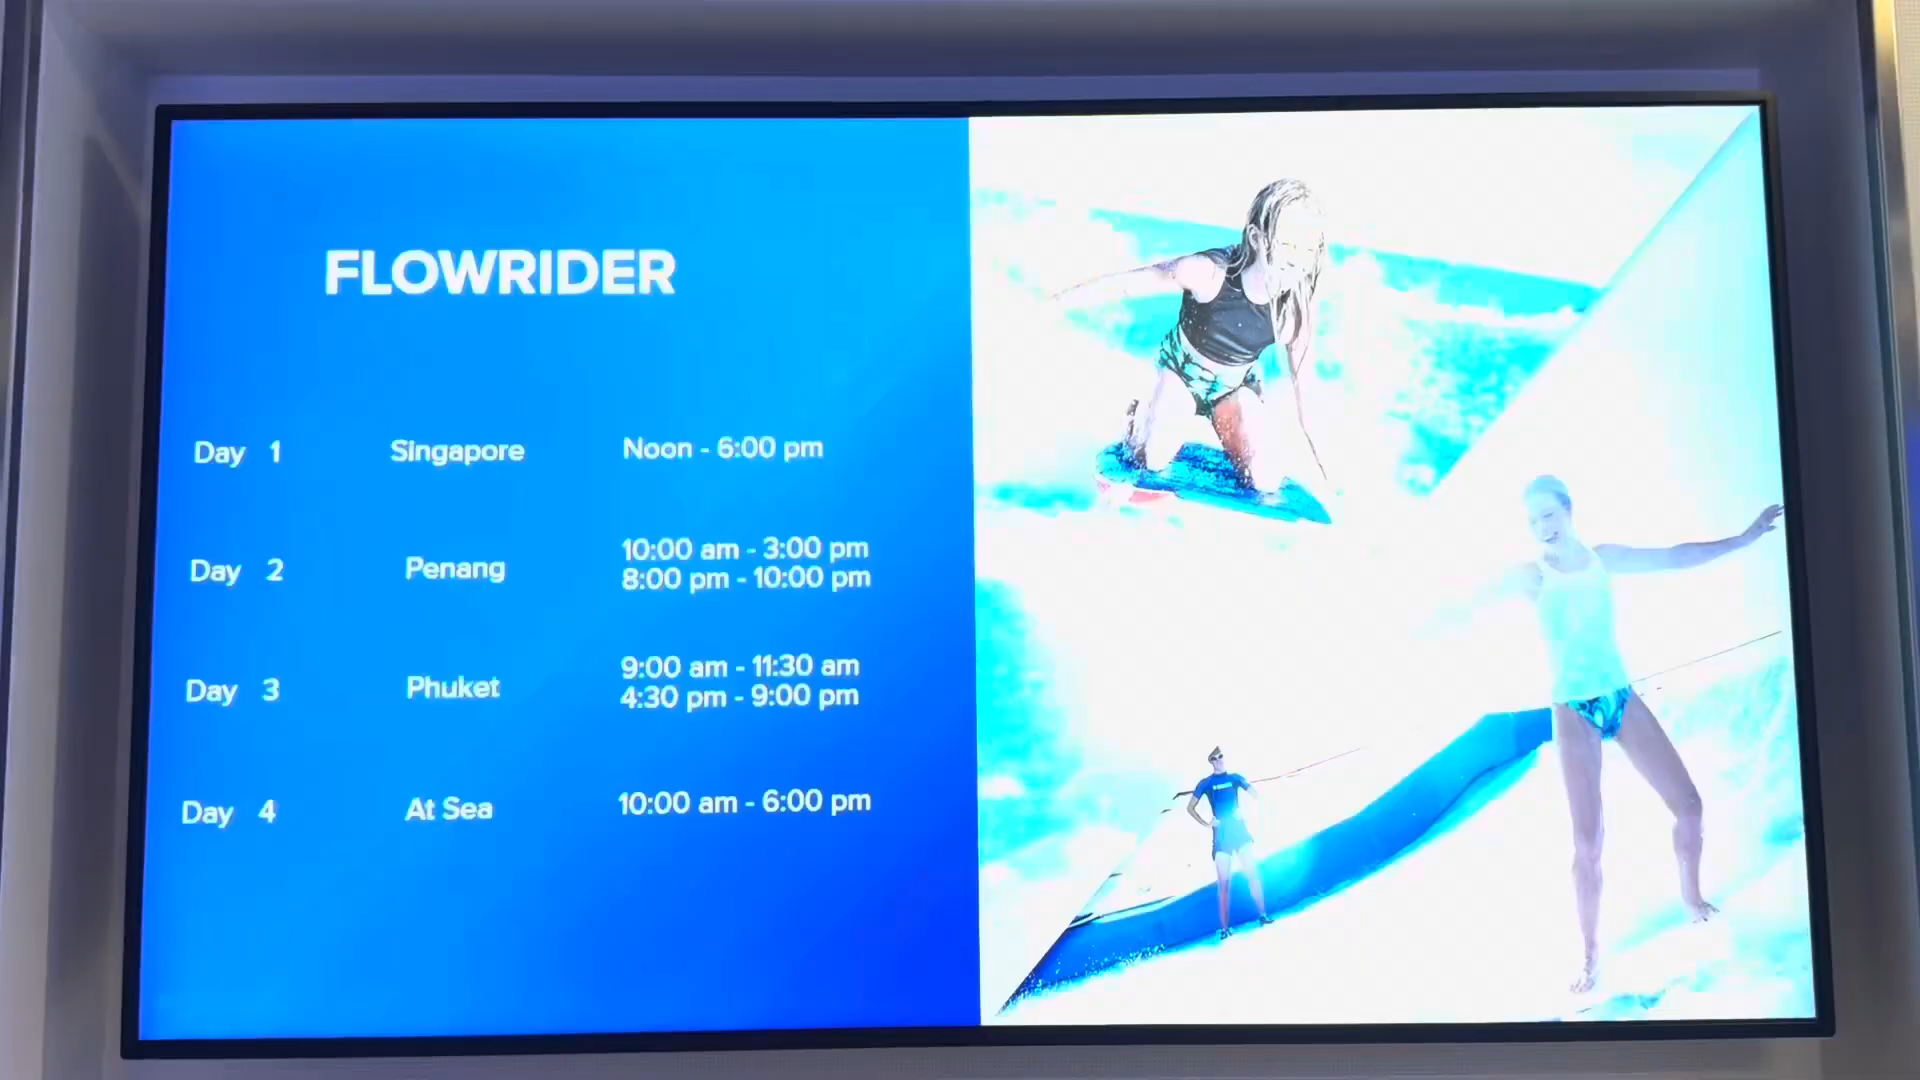 FLOWRIDER
Day 1 Singapore Noon - 6:00 pm
Day 2 Penang 10:00 am - 3:00 pm
8:00 pm - 10:00 pm
Day 3 Phuket 9:00 am - 11:30 am
4:30 pm - 9:00 pm
Day 4 At Sea 10:00 am - 6:00 pm